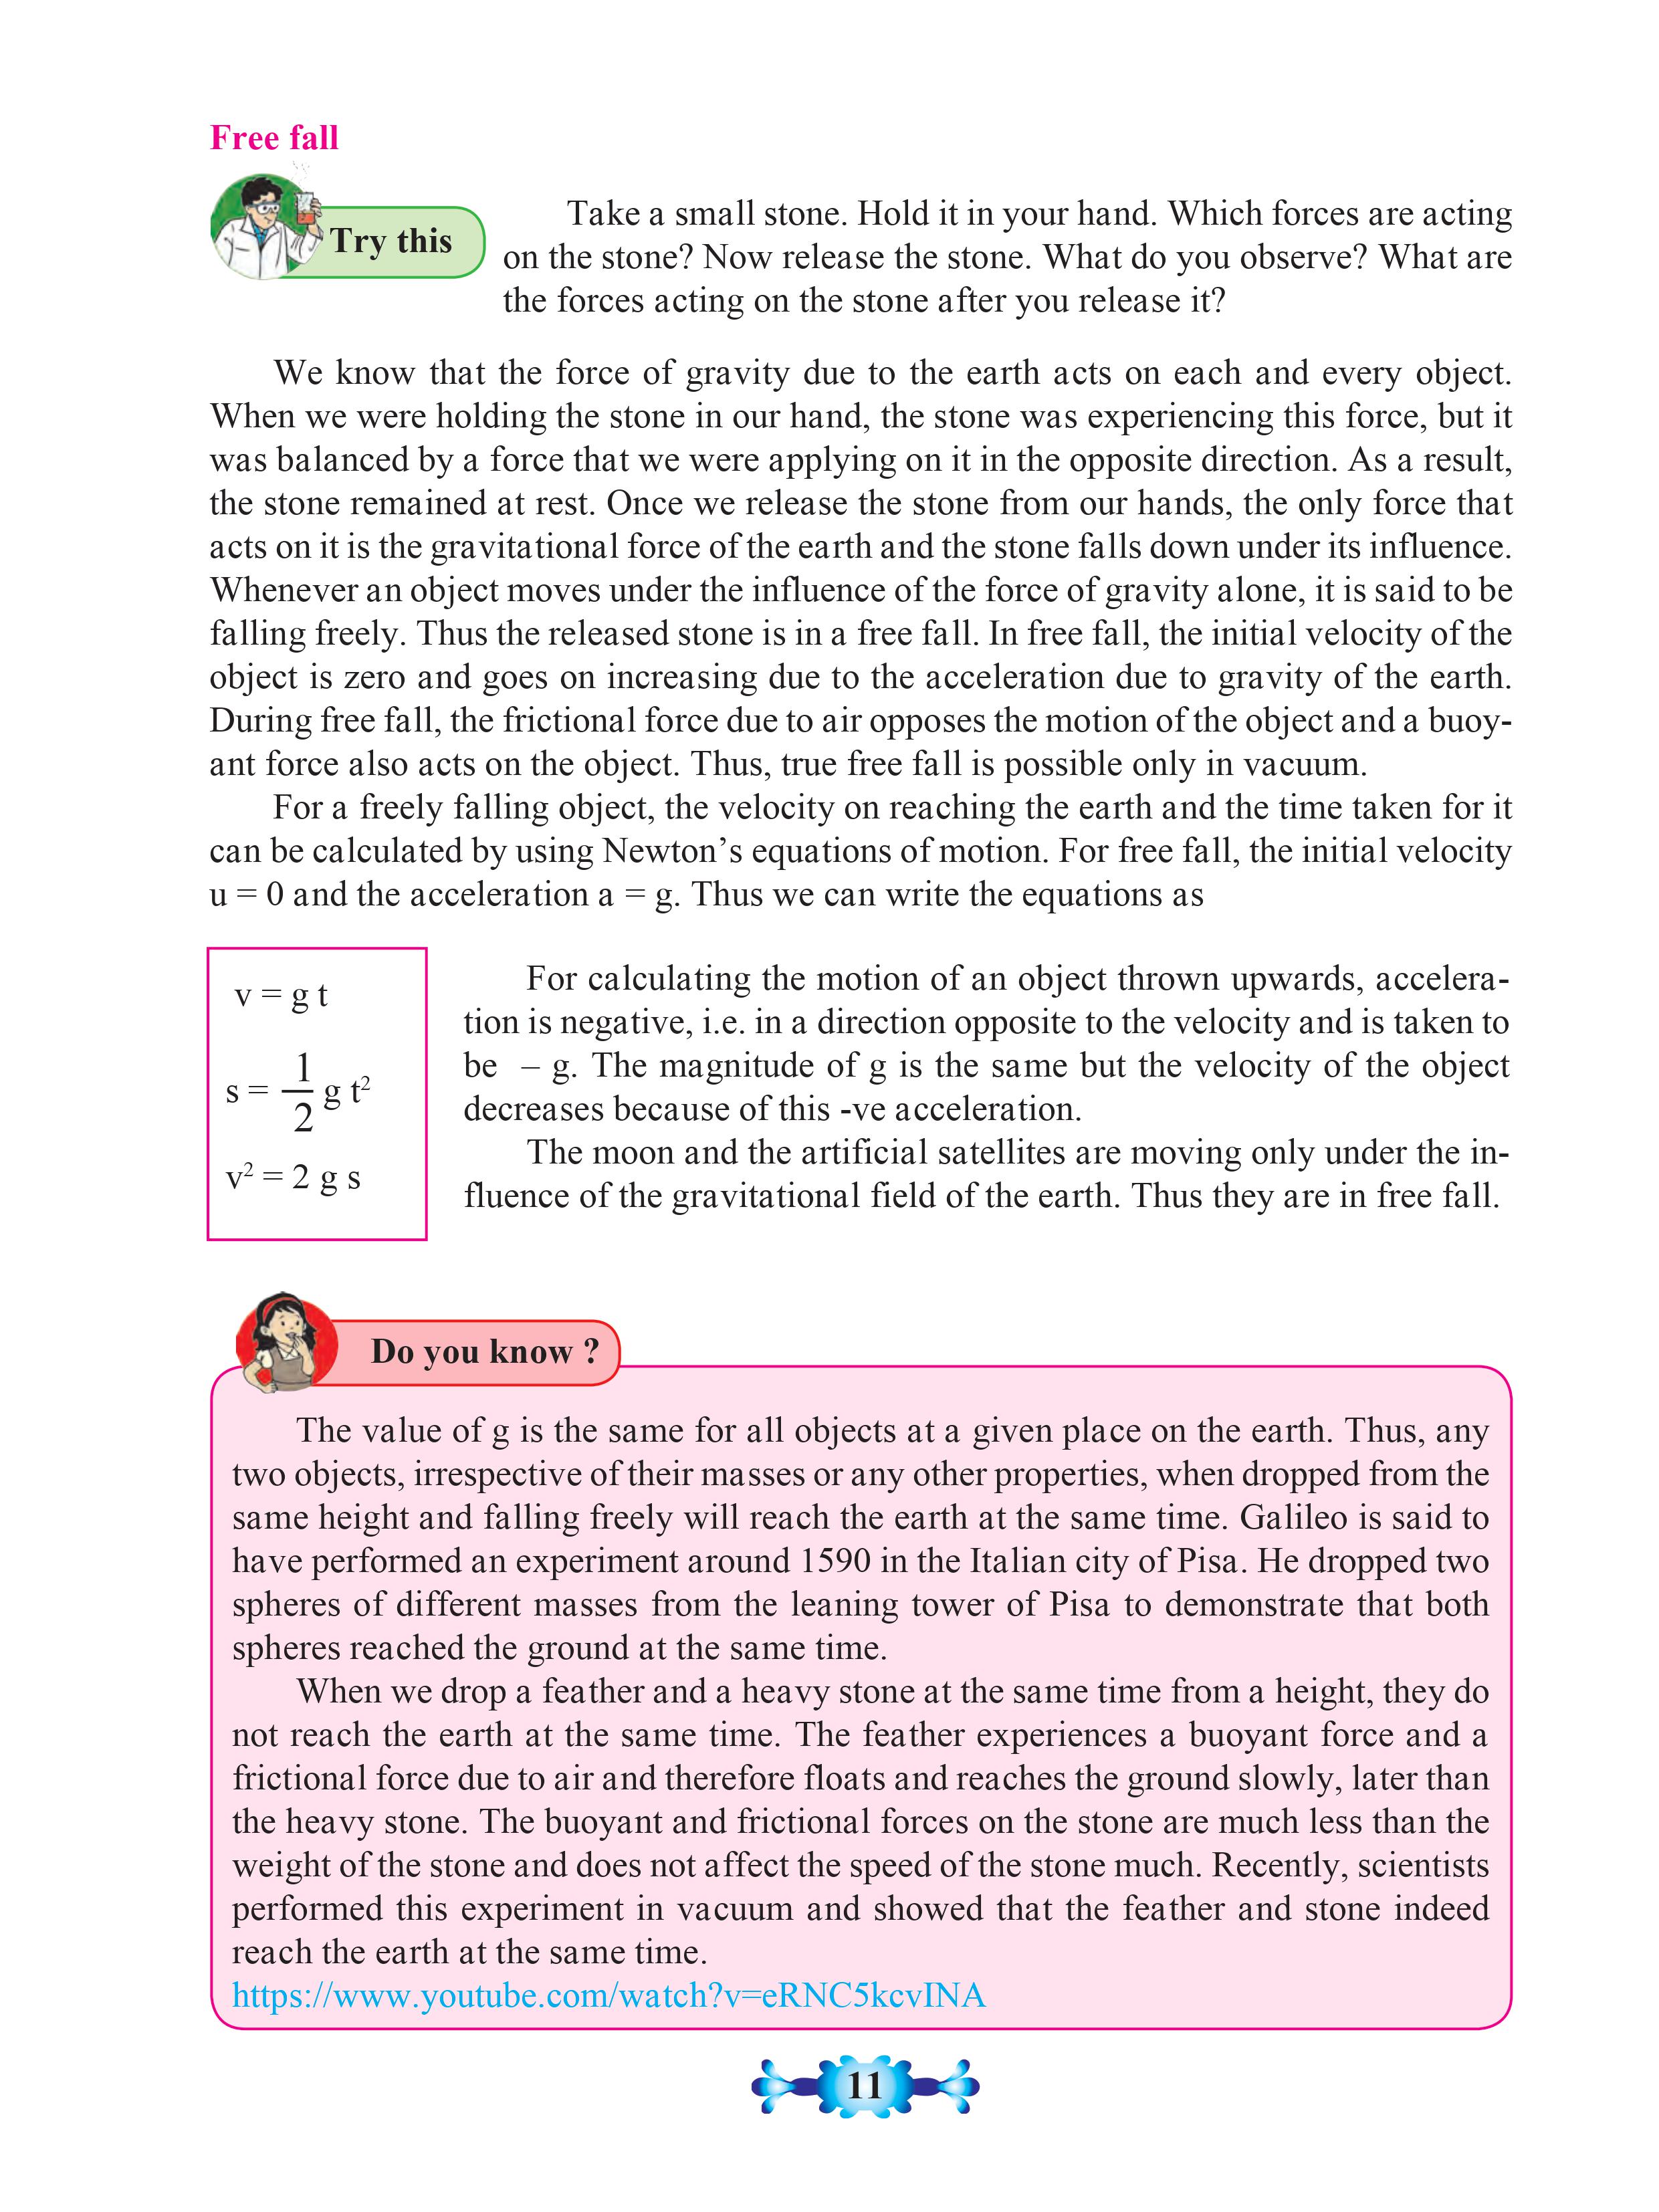 Free fall
Try this
Take a small stone. Hold it in your hand. Which forces are acting
on the stone? Now release the stone. What do you observe? What are
the forces acting on the stone after you release it?
We know that the force of gravity due to the earth acts on each and every object.
When we were holding the stone in our hand, the stone was experiencing this force, but it
was balanced by a force that we were applying on it in the opposite direction. As a result,
the stone remained at rest. Once we release the stone from our hands, the only force that
acts on it is the gravitational force of the earth and the stone falls down under its influence.
Whenever an object moves under the influence of the force of gravity alone, it is said to be
falling freely. Thus the released stone is in a free fall. In free fall, the initial velocity of the
object is zero and goes on increasing due to the acceleration due to gravity of the earth.
During free fall, the frictional force due to air opposes the motion of the object and a buoy-
ant force also acts on the object. Thus, true free fall is possible only in vacuum.
For a freely falling object, the velocity on reaching the earth and the time taken for it
can be calculated by using Newton’s equations of motion. For free fall, the initial velocity
u = 0 and the acceleration a = g. Thus we can write the equations as
v = g t
s = 1/2 g t²
v² = 2 g s
For calculating the motion of an object thrown upwards, accelera-
tion is negative, i.e. in a direction opposite to the velocity and is taken to
be – g. The magnitude of g is the same but the velocity of the object
decreases because of this -ve acceleration.
The moon and the artificial satellites are moving only under the in-
fluence of the gravitational field of the earth. Thus they are in free fall.
Do you know ?
The value of g is the same for all objects at a given place on the earth. Thus, any
two objects, irrespective of their masses or any other properties, when dropped from the
same height and falling freely will reach the earth at the same time. Galileo is said to
have performed an experiment around 1590 in the Italian city of Pisa. He dropped two
spheres of different masses from the leaning tower of Pisa to demonstrate that both
spheres reached the ground at the same time.
When we drop a feather and a heavy stone at the same time from a height, they do
not reach the earth at the same time. The feather experiences a buoyant force and a
frictional force due to air and therefore floats and reaches the ground slowly, later than
the heavy stone. The buoyant and frictional forces on the stone are much less than the
weight of the stone and does not affect the speed of the stone much. Recently, scientists
performed this experiment in vacuum and showed that the feather and stone indeed
reach the earth at the same time.
https://www.youtube.com/watch?v=eRNC5kcvINA
11